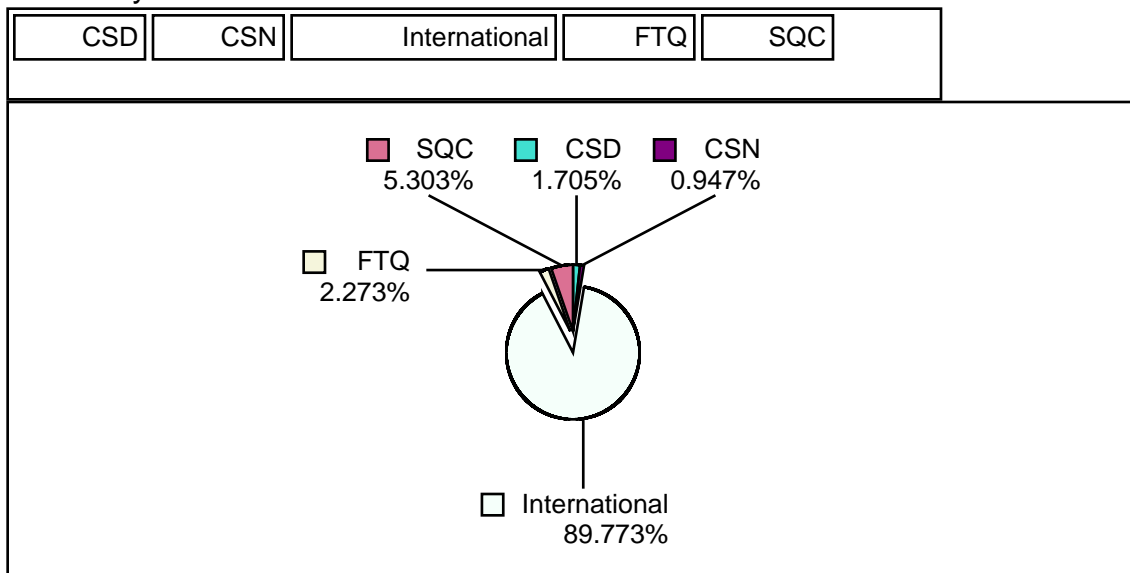 CSD CSN International FTQ SQC
SQC CSD CSN
5.303% 1.705% 0.947%
FTQ
2.273%
International
89.773%